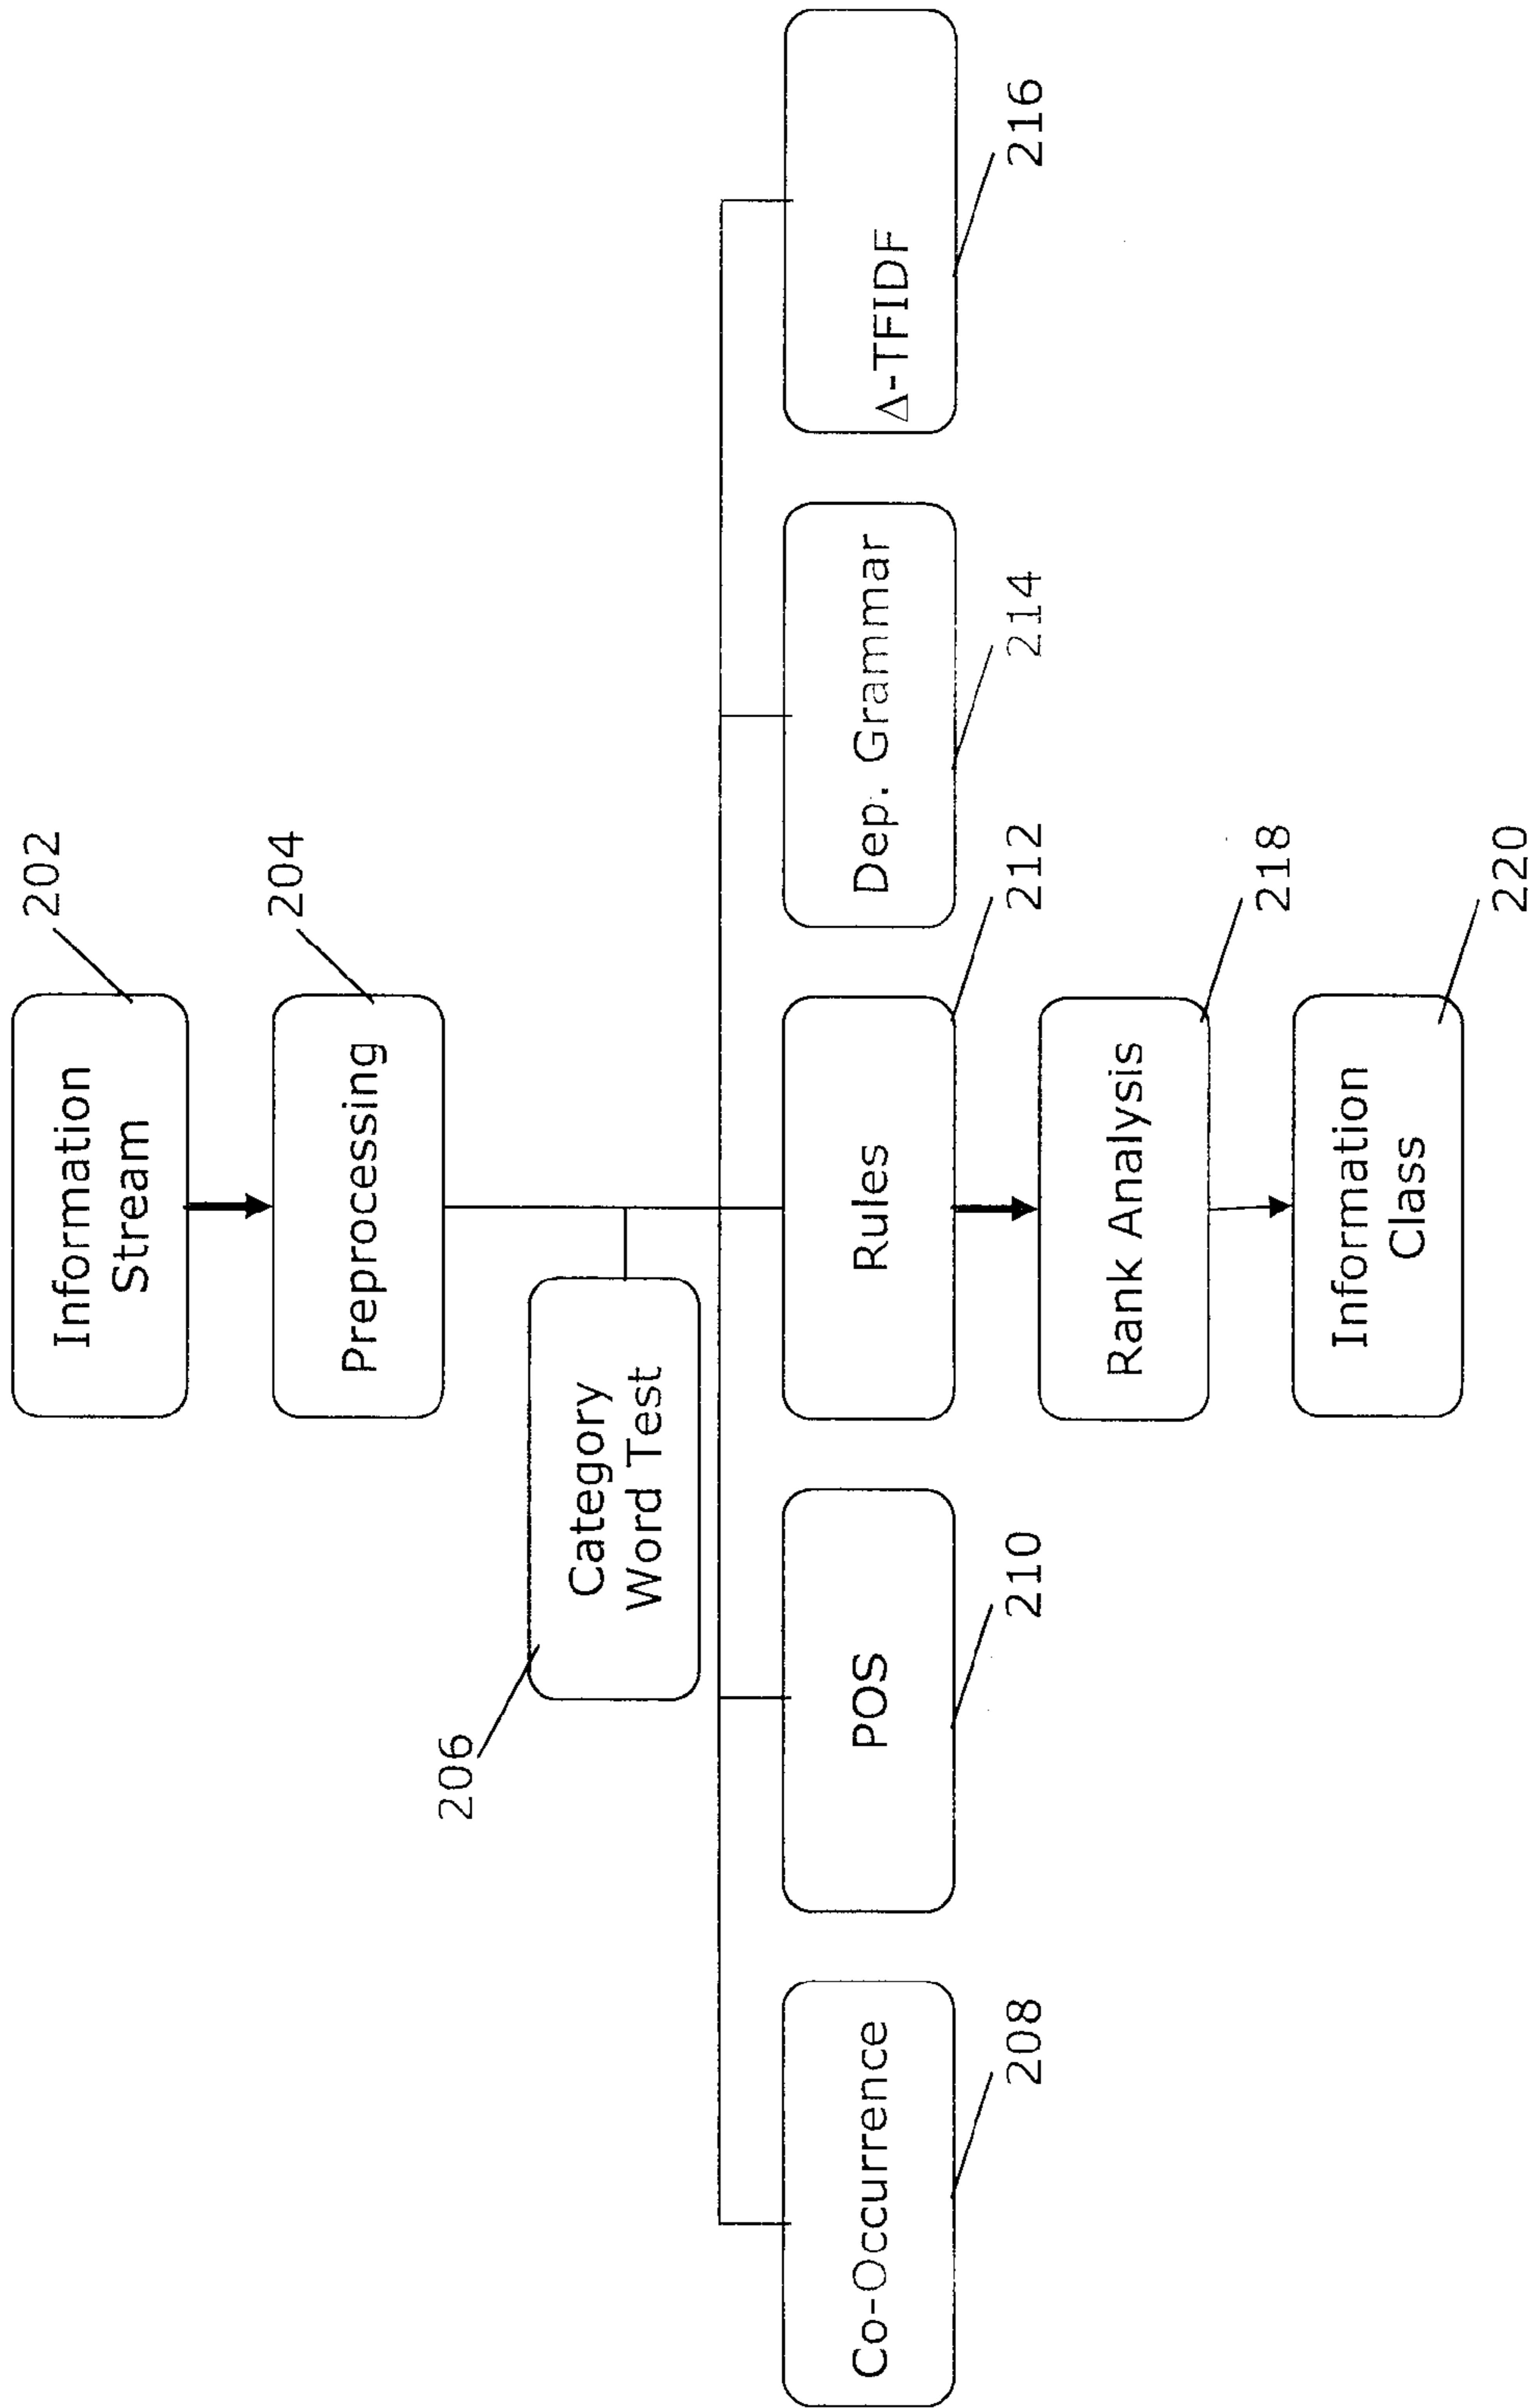 Information
Stream
202
Preprocessing
204
206
Category
Word Test
Co-Occurrence
208
POS
210
Rules
212
Dep. Grammar
214
Δ-TFIDF
216
Rank Analysis
218
Information
Class
220